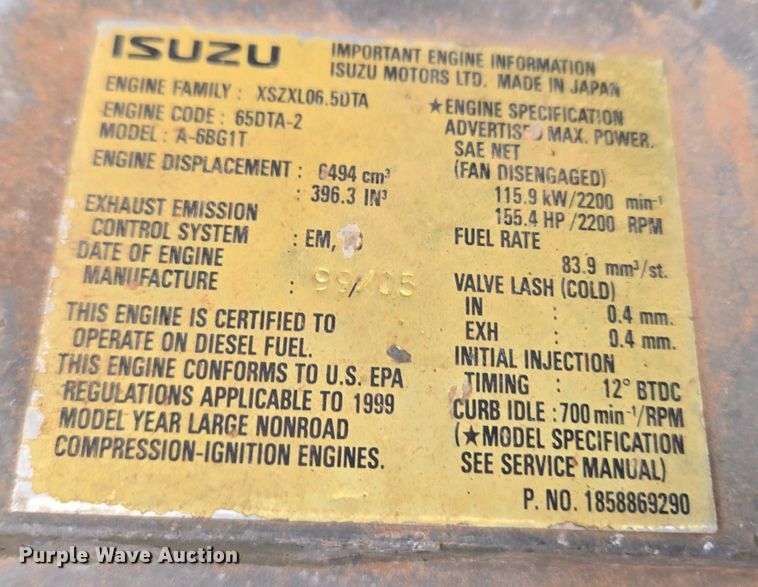 ISUZU
IMPORTANT ENGINE INFORMATION
ISUZU MOTORS LTD. MADE IN JAPAN
ENGINE FAMILY : XSZXL06.5DTA
ENGINE CODE : 65DTA-2
MODEL : A-6BG1T
ENGINE DISPLACEMENT : 6494 cm³
: 396.3 IN³
EXHAUST EMISSION
CONTROL SYSTEM : EM,
DATE OF ENGINE
MANUFACTURE : 99/05
THIS ENGINE IS CERTIFIED TO
OPERATE ON DIESEL FUEL.
THIS ENGINE CONFORMS TO U.S. EPA
REGULATIONS APPLICABLE TO 1999
MODEL YEAR LARGE NONROAD
COMPRESSION-IGNITION ENGINES.
★ENGINE SPECIFICATION
ADVERTISED MAX. POWER.
SAE NET
(FAN DISENGAGED)
115.9 kW/2200 min⁻¹
155.4 HP/2200 RPM
FUEL RATE
83.9 mm³/st.
VALVE LASH (COLD)
IN : 0.4 mm.
EXH : 0.4 mm.
INITIAL INJECTION
TIMING : 12° BTDC
CURB IDLE : 700 min⁻¹/RPM
(★MODEL SPECIFICATION
SEE SERVICE MANUAL)
P. NO. 1858869290
Purple Wave Auction